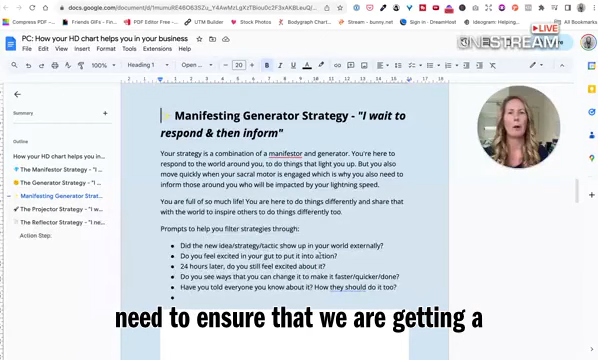 PC: How your HD chart helps you in your business
File Edit View Insert Format Tools Extensions Help
LIVE
ONESTREAM
100% Heading 1 Open ... 20
Summary
Outline
How your HD chart helps you in y...
The Manifestor Strategy - "I ...
The Generator Strategy - "I w...
Manifesting Generator Strat...
The Projector Strategy - "I w...
The Reflector Strategy - "I ne...
Action Step:
Manifesting Generator Strategy - "I wait to
respond & then inform"
Your strategy is a combination of a manifestor and generator. You're here to
respond to the world around you, to do things that light you up. But you also
move quickly when your sacral motor is engaged which is why you also need to
inform those around you who will be impacted by your lightning speed.
You are full of so much life! You are here to do things differently and share that
with the world to inspire others to do things differently too.
Prompts to help you filter strategies through:
Did the new idea/strategy/tactic show up in your world externally?
Do you feel excited in your gut to put it into action?
24 hours later, do you still feel excited about it?
Do you see ways that you can change it to make it faster/quicker/done?
Have you told everyone you know about it? How they should do it too?
need to ensure that we are getting a